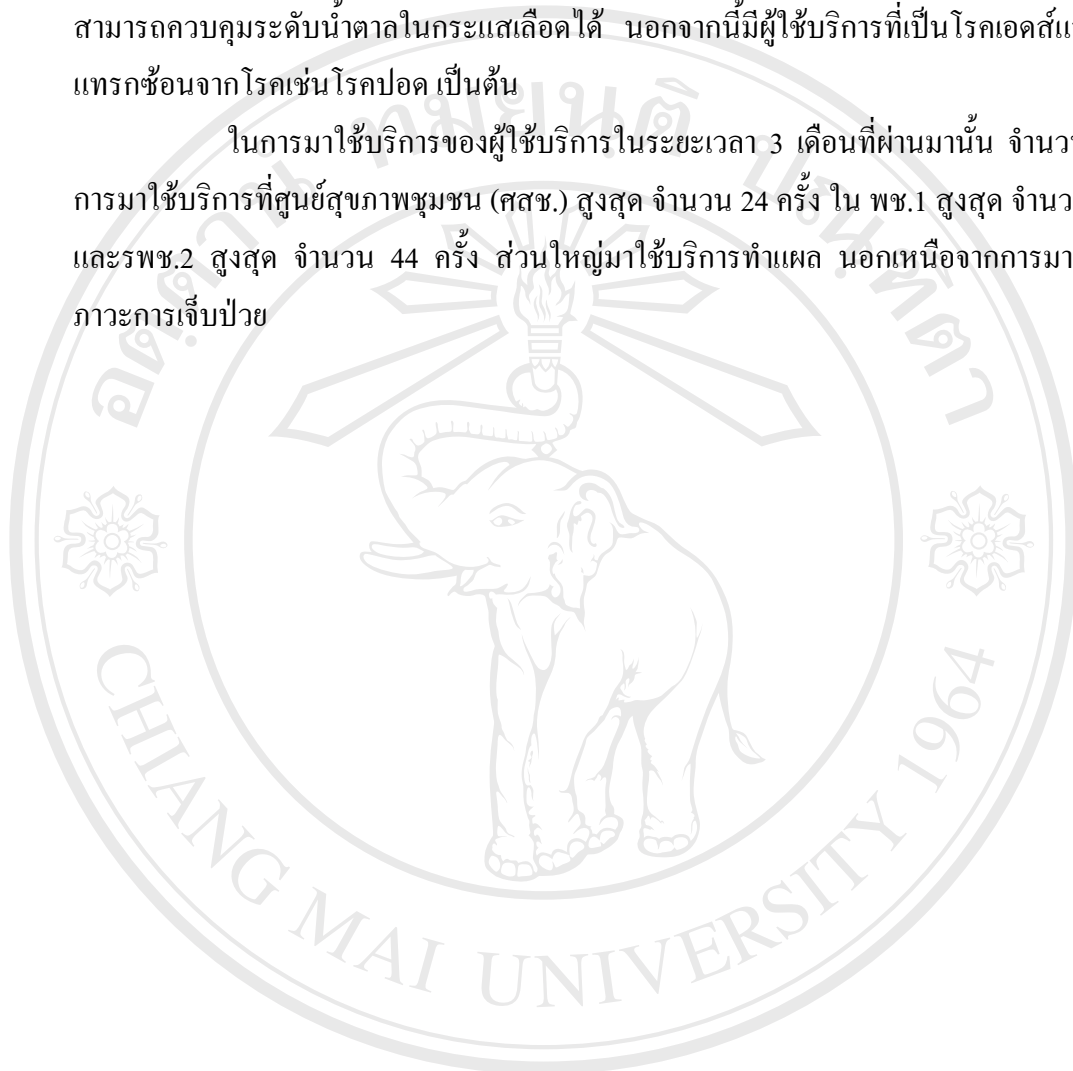 สามารถควบคุมระดับน้ำตาลในกระแสเลือดได้ นอกจากนี้มีผู้ใช้บริการที่เป็นโรคเอดส์
แทรกซ้อนจากโรคเช่นโรคปอด เป็นต้น
ในการมาใช้บริการของผู้ใช้บริการในระยะเวลา 3 เดือนที่ผ่านมานั้น
การมาใช้บริการที่ศูนย์สุขภาพชุมชน (ศสช.) สูงสุด จำนวน 24 ครั้ง ใน พช.1 สูงสุด
และรพช.2 สูงสุด จำนวน 44 ครั้ง ส่วนใหญ่มาใช้บริการทำแผล นอกเหนือจากการมา
ภาวะการเจ็บป่วย
อตฺตานํ ทมยนฺติ ปณฺฑิตา
CHIANG MAI UNIVERSITY 1964